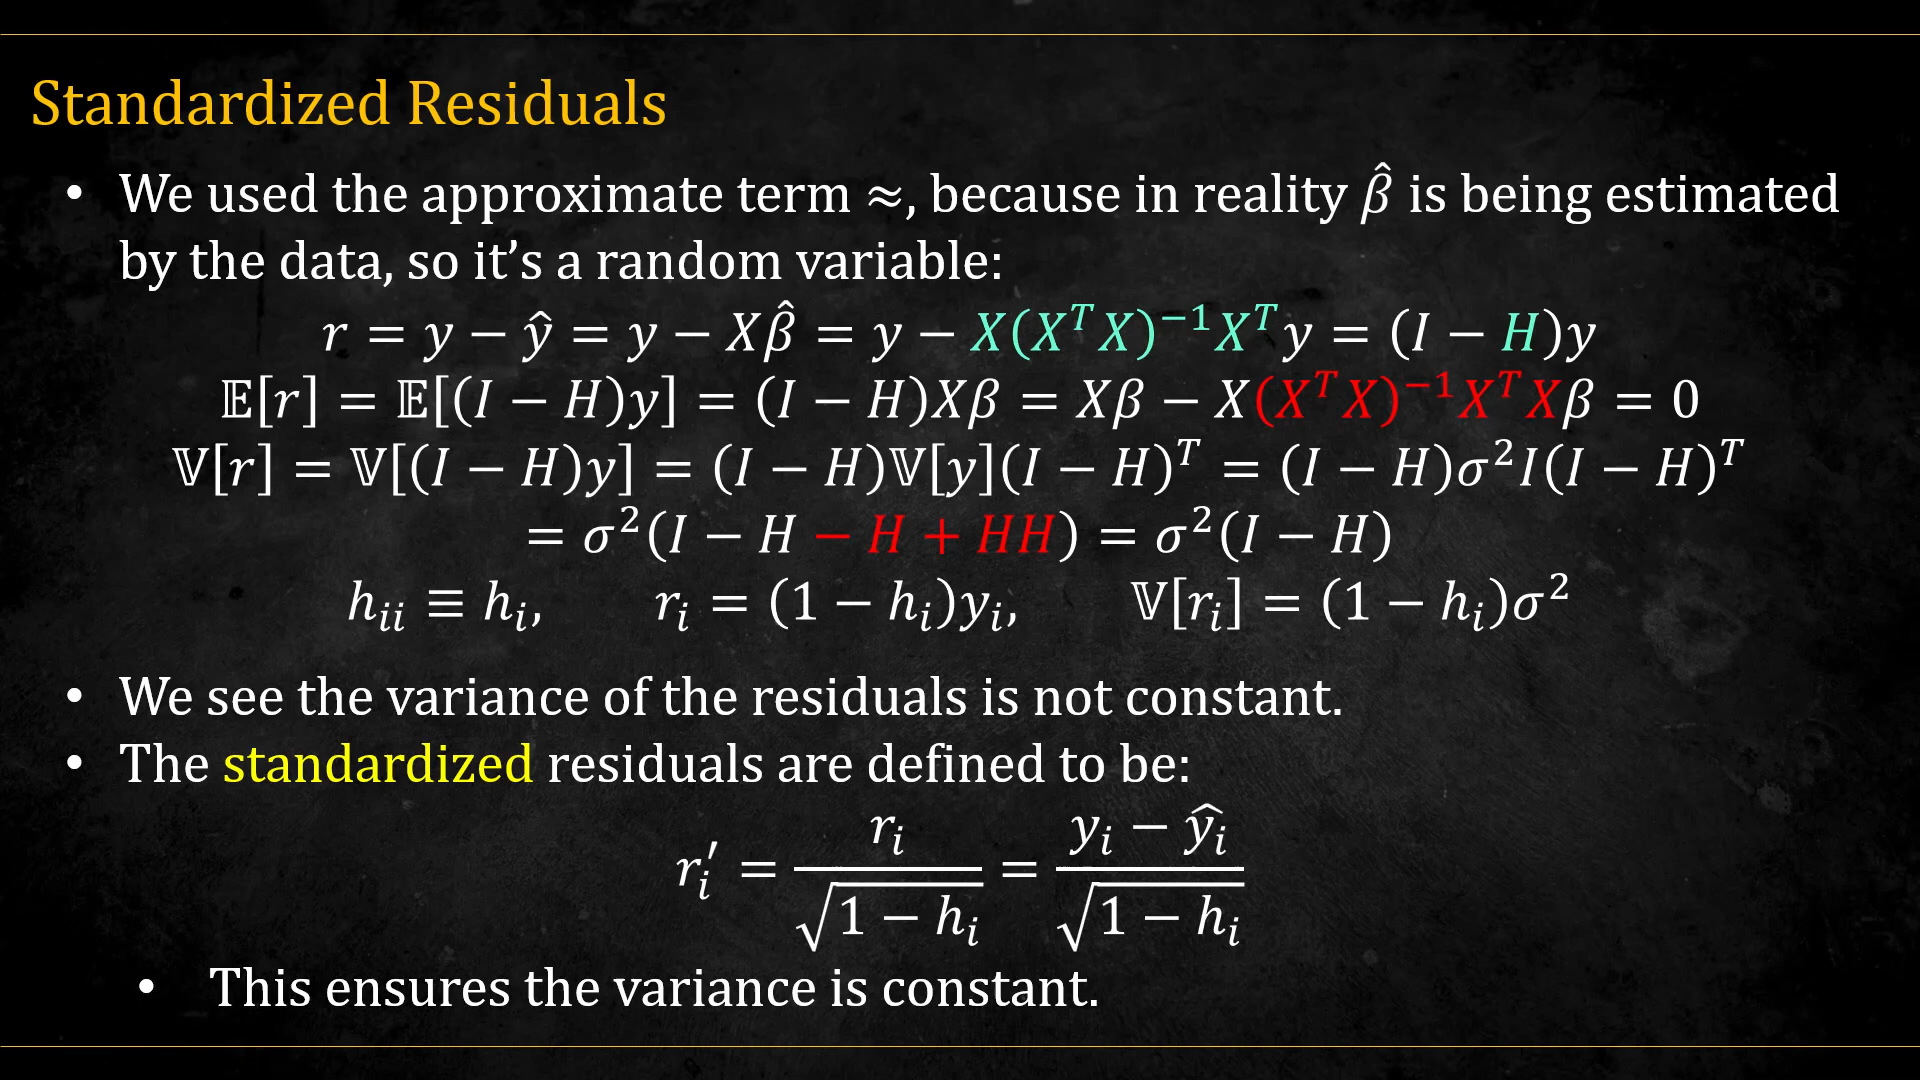 Standardized Residuals
• We used the approximate term ≈, because in reality β̂ is being estimated
by the data, so it’s a random variable:
r = y − ŷ = y − Xβ̂ = y − X(XᵀX)⁻¹Xᵀy = (I − H)y
𝔼[r] = 𝔼[(I − H)y] = (I − H)Xβ = Xβ − X(XᵀX)⁻¹XᵀXβ = 0
𝕍[r] = 𝕍[(I − H)y] = (I − H)𝕍[y](I − H)ᵀ = (I − H)σ²I(I − H)ᵀ
= σ²(I − H − H + HH) = σ²(I − H)
hᵢᵢ ≡ hᵢ, rᵢ = (1 − hᵢ)yᵢ, 𝕍[rᵢ] = (1 − hᵢ)σ²
• We see the variance of the residuals is not constant.
• The standardized residuals are defined to be:
rᵢ′ = rᵢ / √(1 − hᵢ) = (yᵢ − ŷᵢ) / √(1 − hᵢ)
• This ensures the variance is constant.